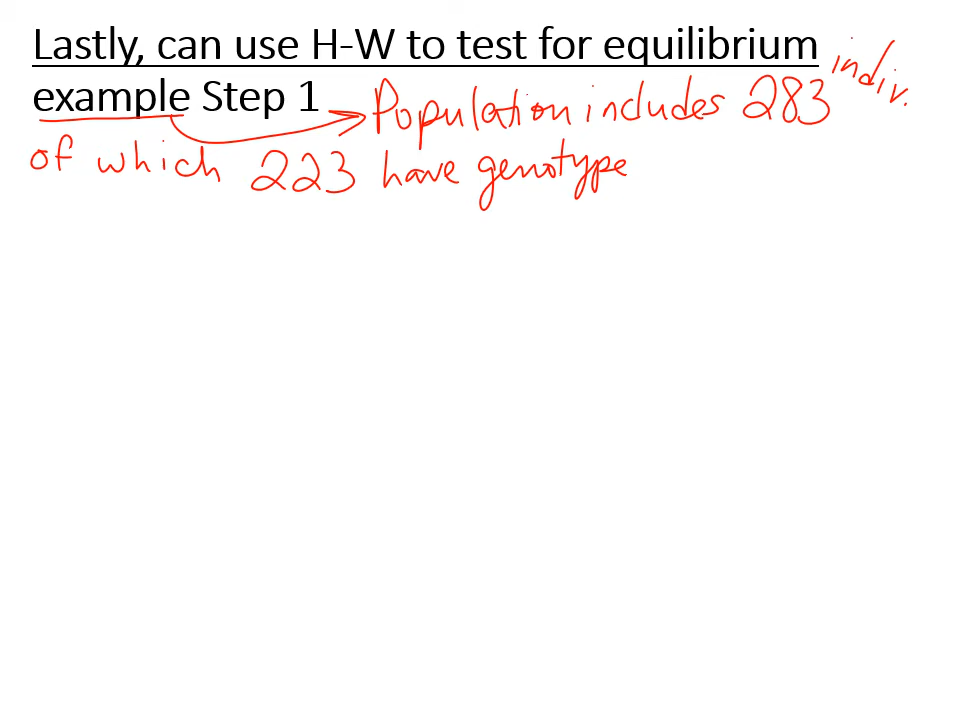 Lastly, can use H-W to test for equilibrium
example Step 1 → Population includes 283 indiv.
of which 223 have genotype